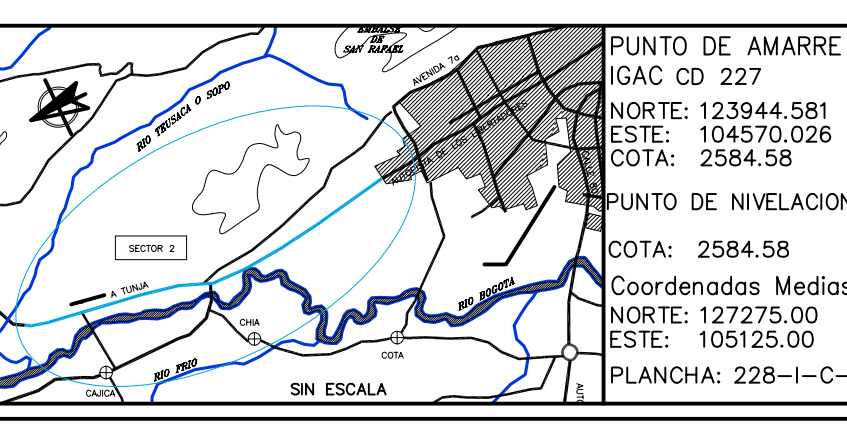 EMBALSE
DE
SAN RAFAEL
AVENIDA 7a
RIO TEUSACA O SOPO
AUTOPISTA DE LOS LIBERTADORES
SECTOR 2
A TUNJA
RIO BOGOTA
CHIA
COTA
RIO FRIO
CAJICA
SIN ESCALA
AUTO
PUNTO DE AMARRE
IGAC CD 227
NORTE: 123944.581
ESTE: 104570.026
COTA: 2584.58
PUNTO DE NIVELACION
COTA: 2584.58
Coordenadas Medias
NORTE: 127275.00
ESTE: 105125.00
PLANCHA: 228-I-C-